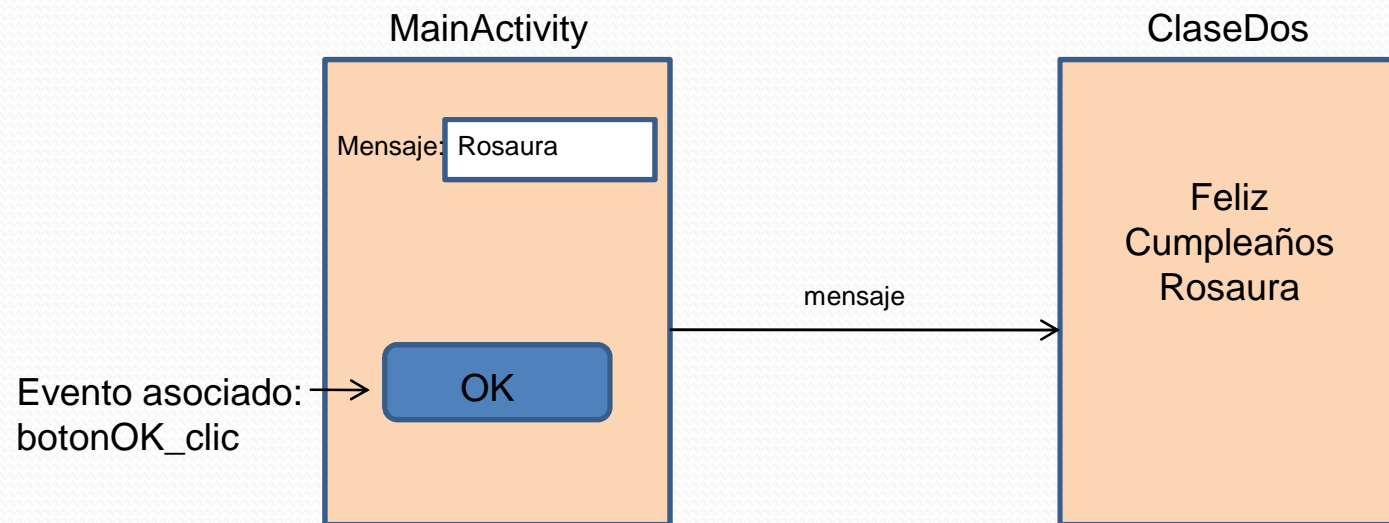 MainActivity
ClaseDos
Mensaje:
Rosaura
Feliz
Cumpleaños
Rosaura
mensaje
Evento asociado:
botonOK_clic
OK